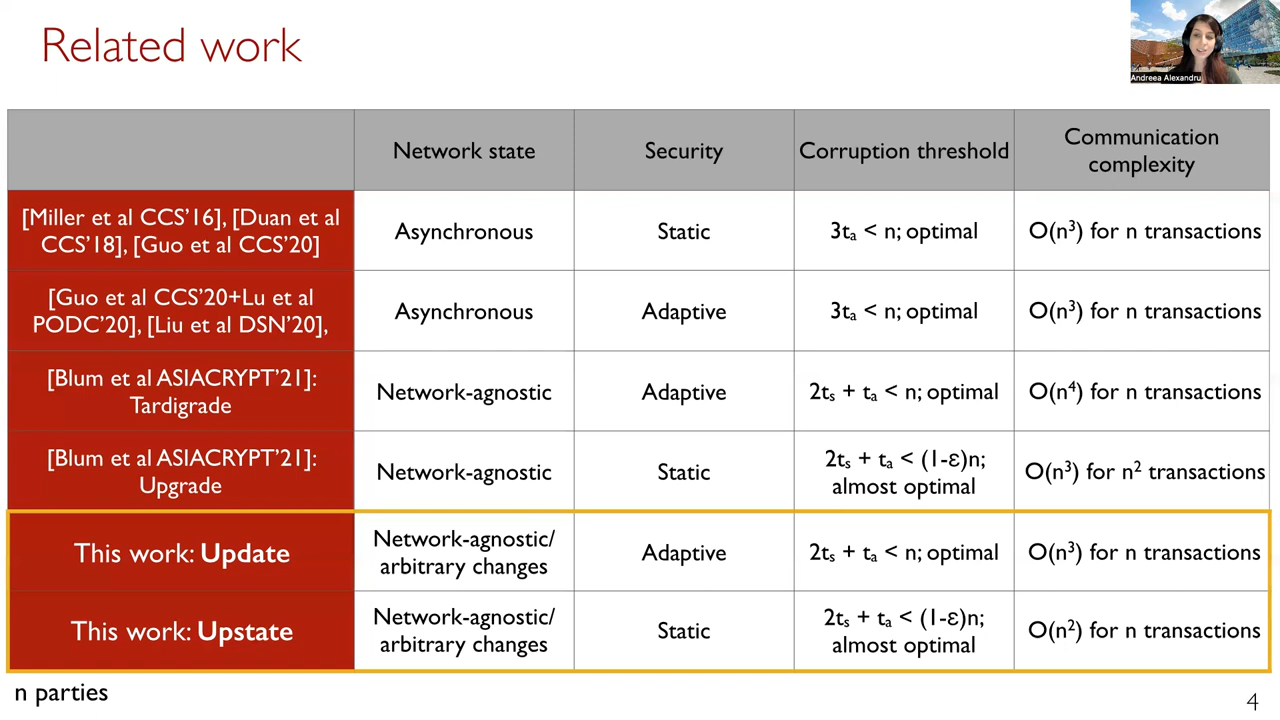 Related work
Andreea Alexandru
Network state
Security
Corruption threshold
Communication
complexity
[Miller et al CCS’16], [Duan et al
CCS’18], [Guo et al CCS’20]
Asynchronous
Static
3tₐ < n; optimal
O(n³) for n transactions
[Guo et al CCS’20+Lu et al
PODC’20], [Liu et al DSN’20],
Asynchronous
Adaptive
3tₐ < n; optimal
O(n³) for n transactions
[Blum et al ASIACRYPT’21]:
Tardigrade
Network-agnostic
Adaptive
2tₛ + tₐ < n; optimal
O(n⁴) for n transactions
[Blum et al ASIACRYPT’21]:
Upgrade
Network-agnostic
Static
2tₛ + tₐ < (1-ε)n;
almost optimal
O(n³) for n² transactions
This work: Update
Network-agnostic/
arbitrary changes
Adaptive
2tₛ + tₐ < n; optimal
O(n³) for n transactions
This work: Upstate
Network-agnostic/
arbitrary changes
Static
2tₛ + tₐ < (1-ε)n;
almost optimal
O(n²) for n transactions
n parties
4